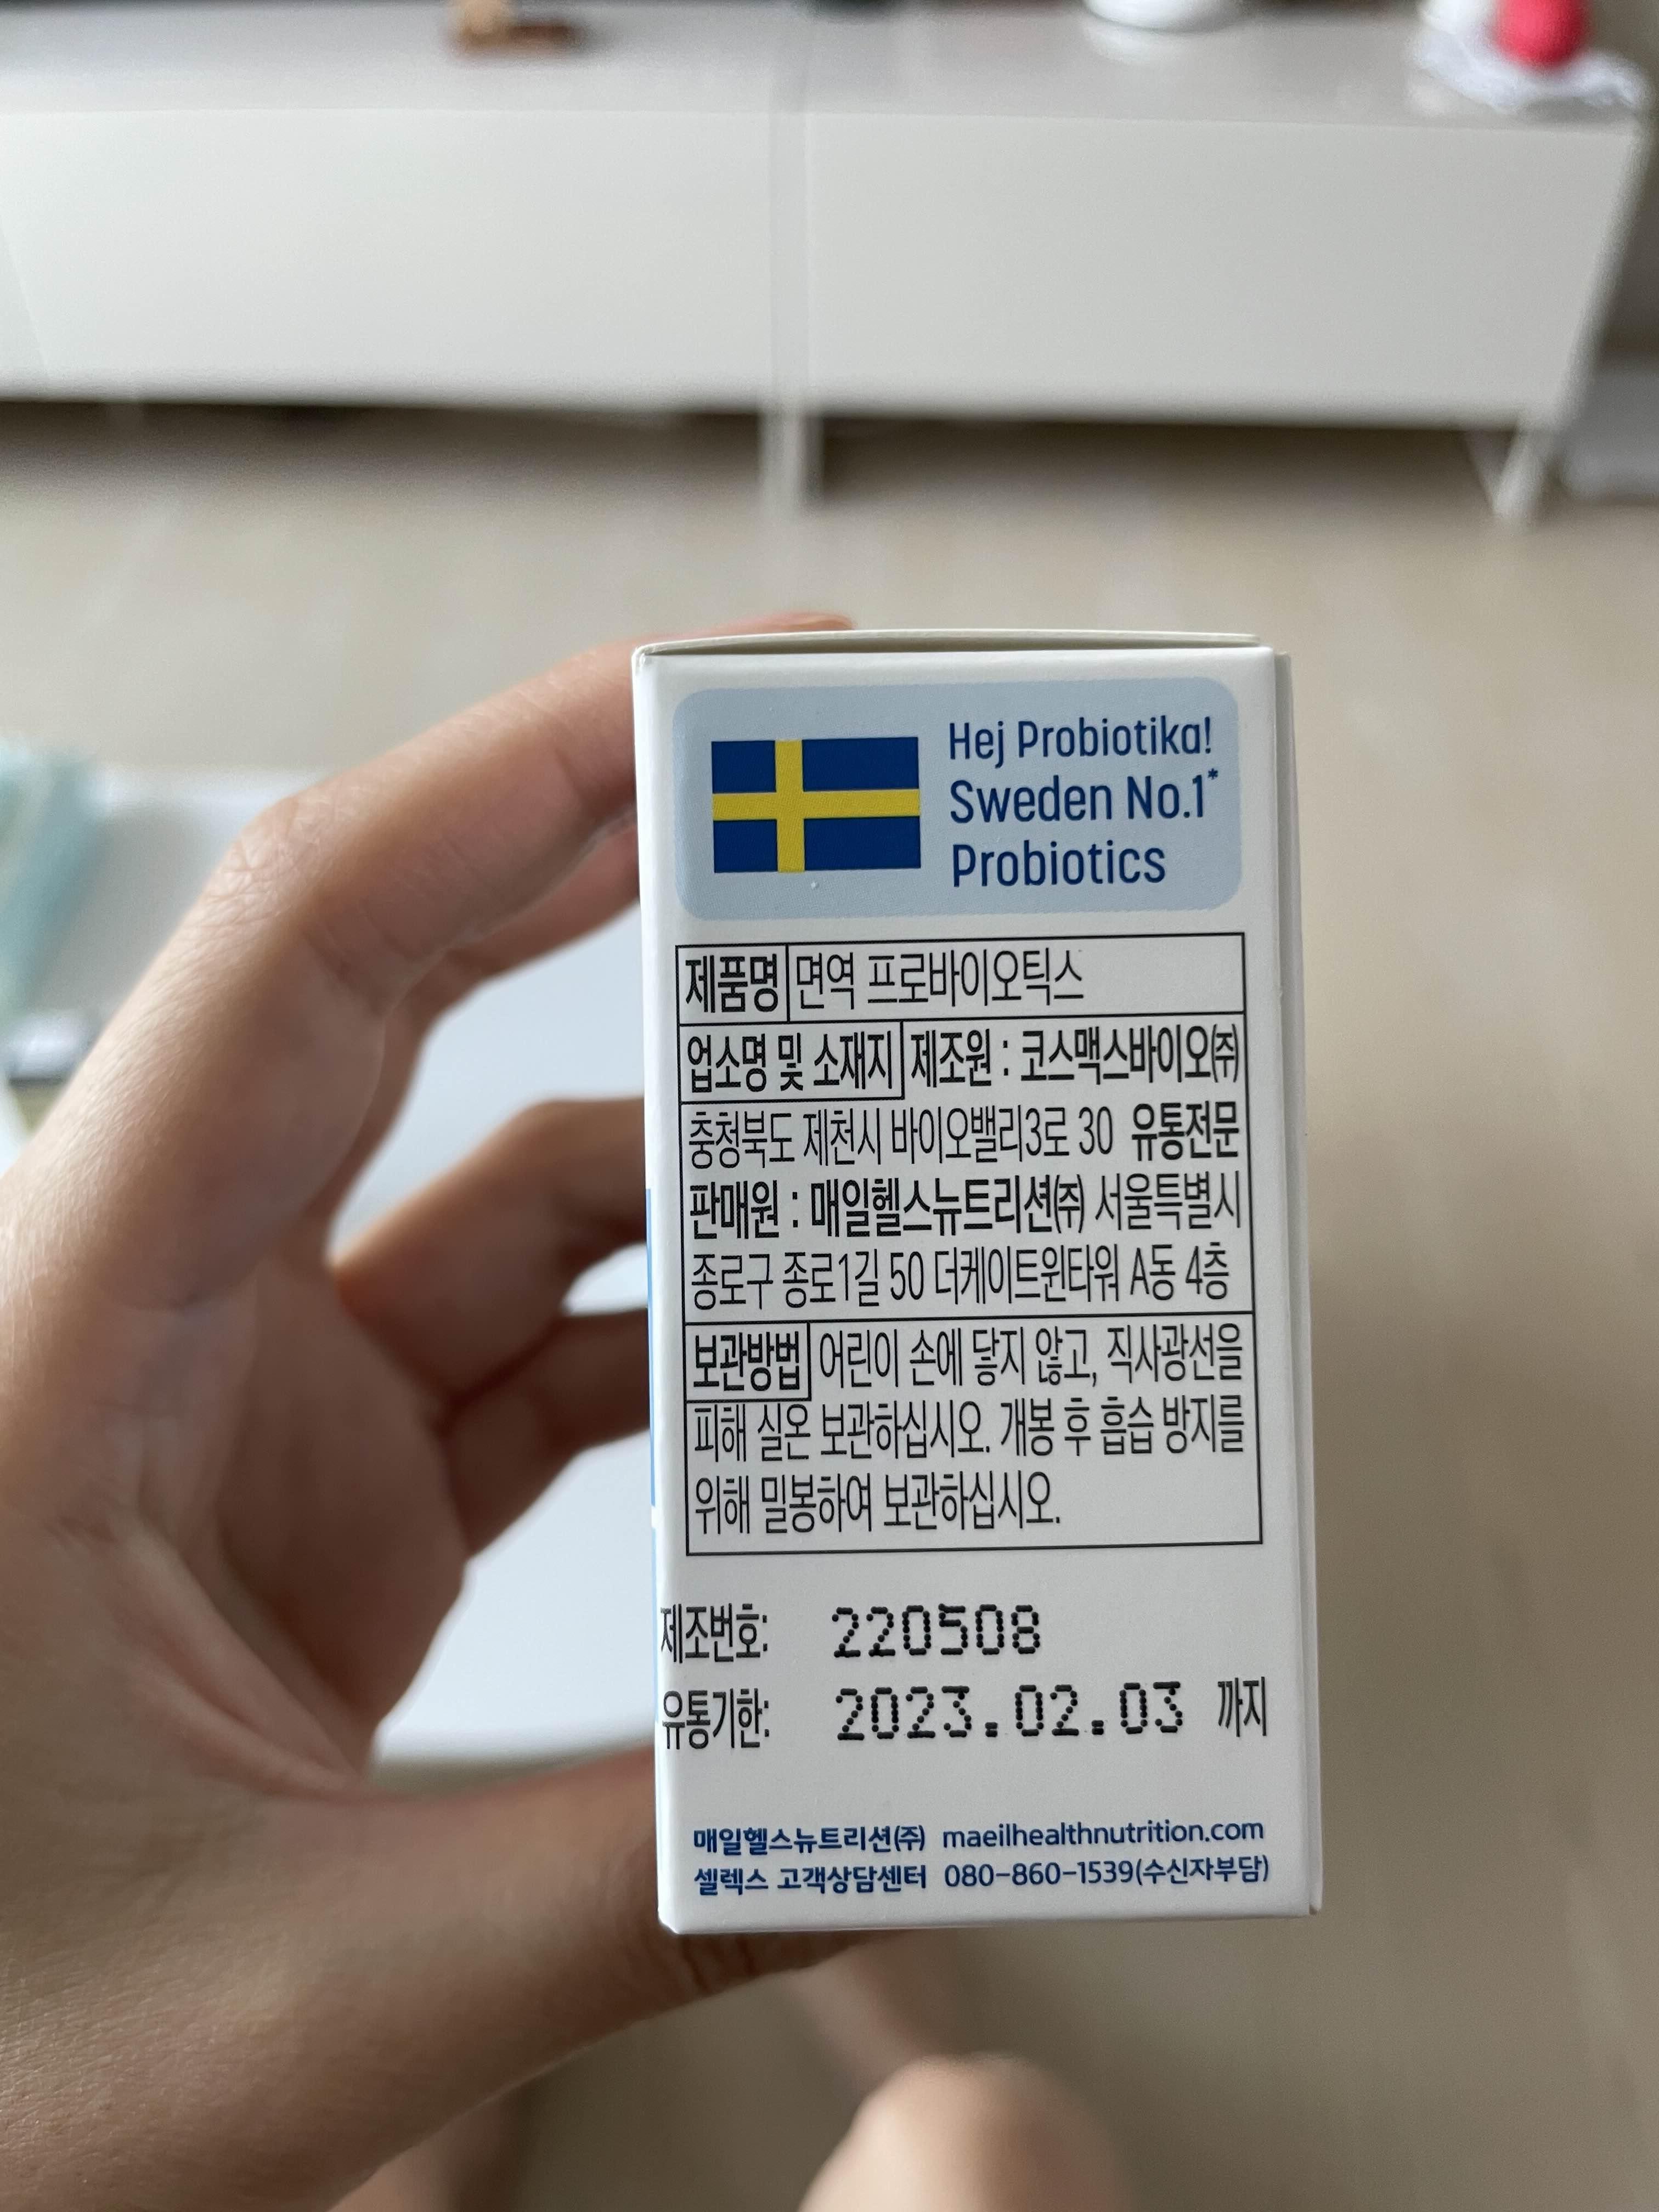 Hej Probiotika!
Sweden No.1*
Probiotics
제품명 면역 프로바이오틱스
업소명 및 소재지 제조원 : 코스맥스바이오㈜
충청북도 제천시 바이오밸리3로 30 유통전문
판매원 : 매일헬스뉴트리션㈜ 서울특별시
종로구 종로1길 50 더케이트윈타워 A동 4층
보관방법 어린이 손에 닿지 않고, 직사광선을
피해 실온 보관하십시오. 개봉 후 흡습 방지를
위해 밀봉하여 보관하십시오.
제조번호: 220508
유통기한: 2023.02.03 까지
매일헬스뉴트리션(주) maeilhealthnutrition.com
셀렉스 고객상담센터 080-860-1539(수신자부담)